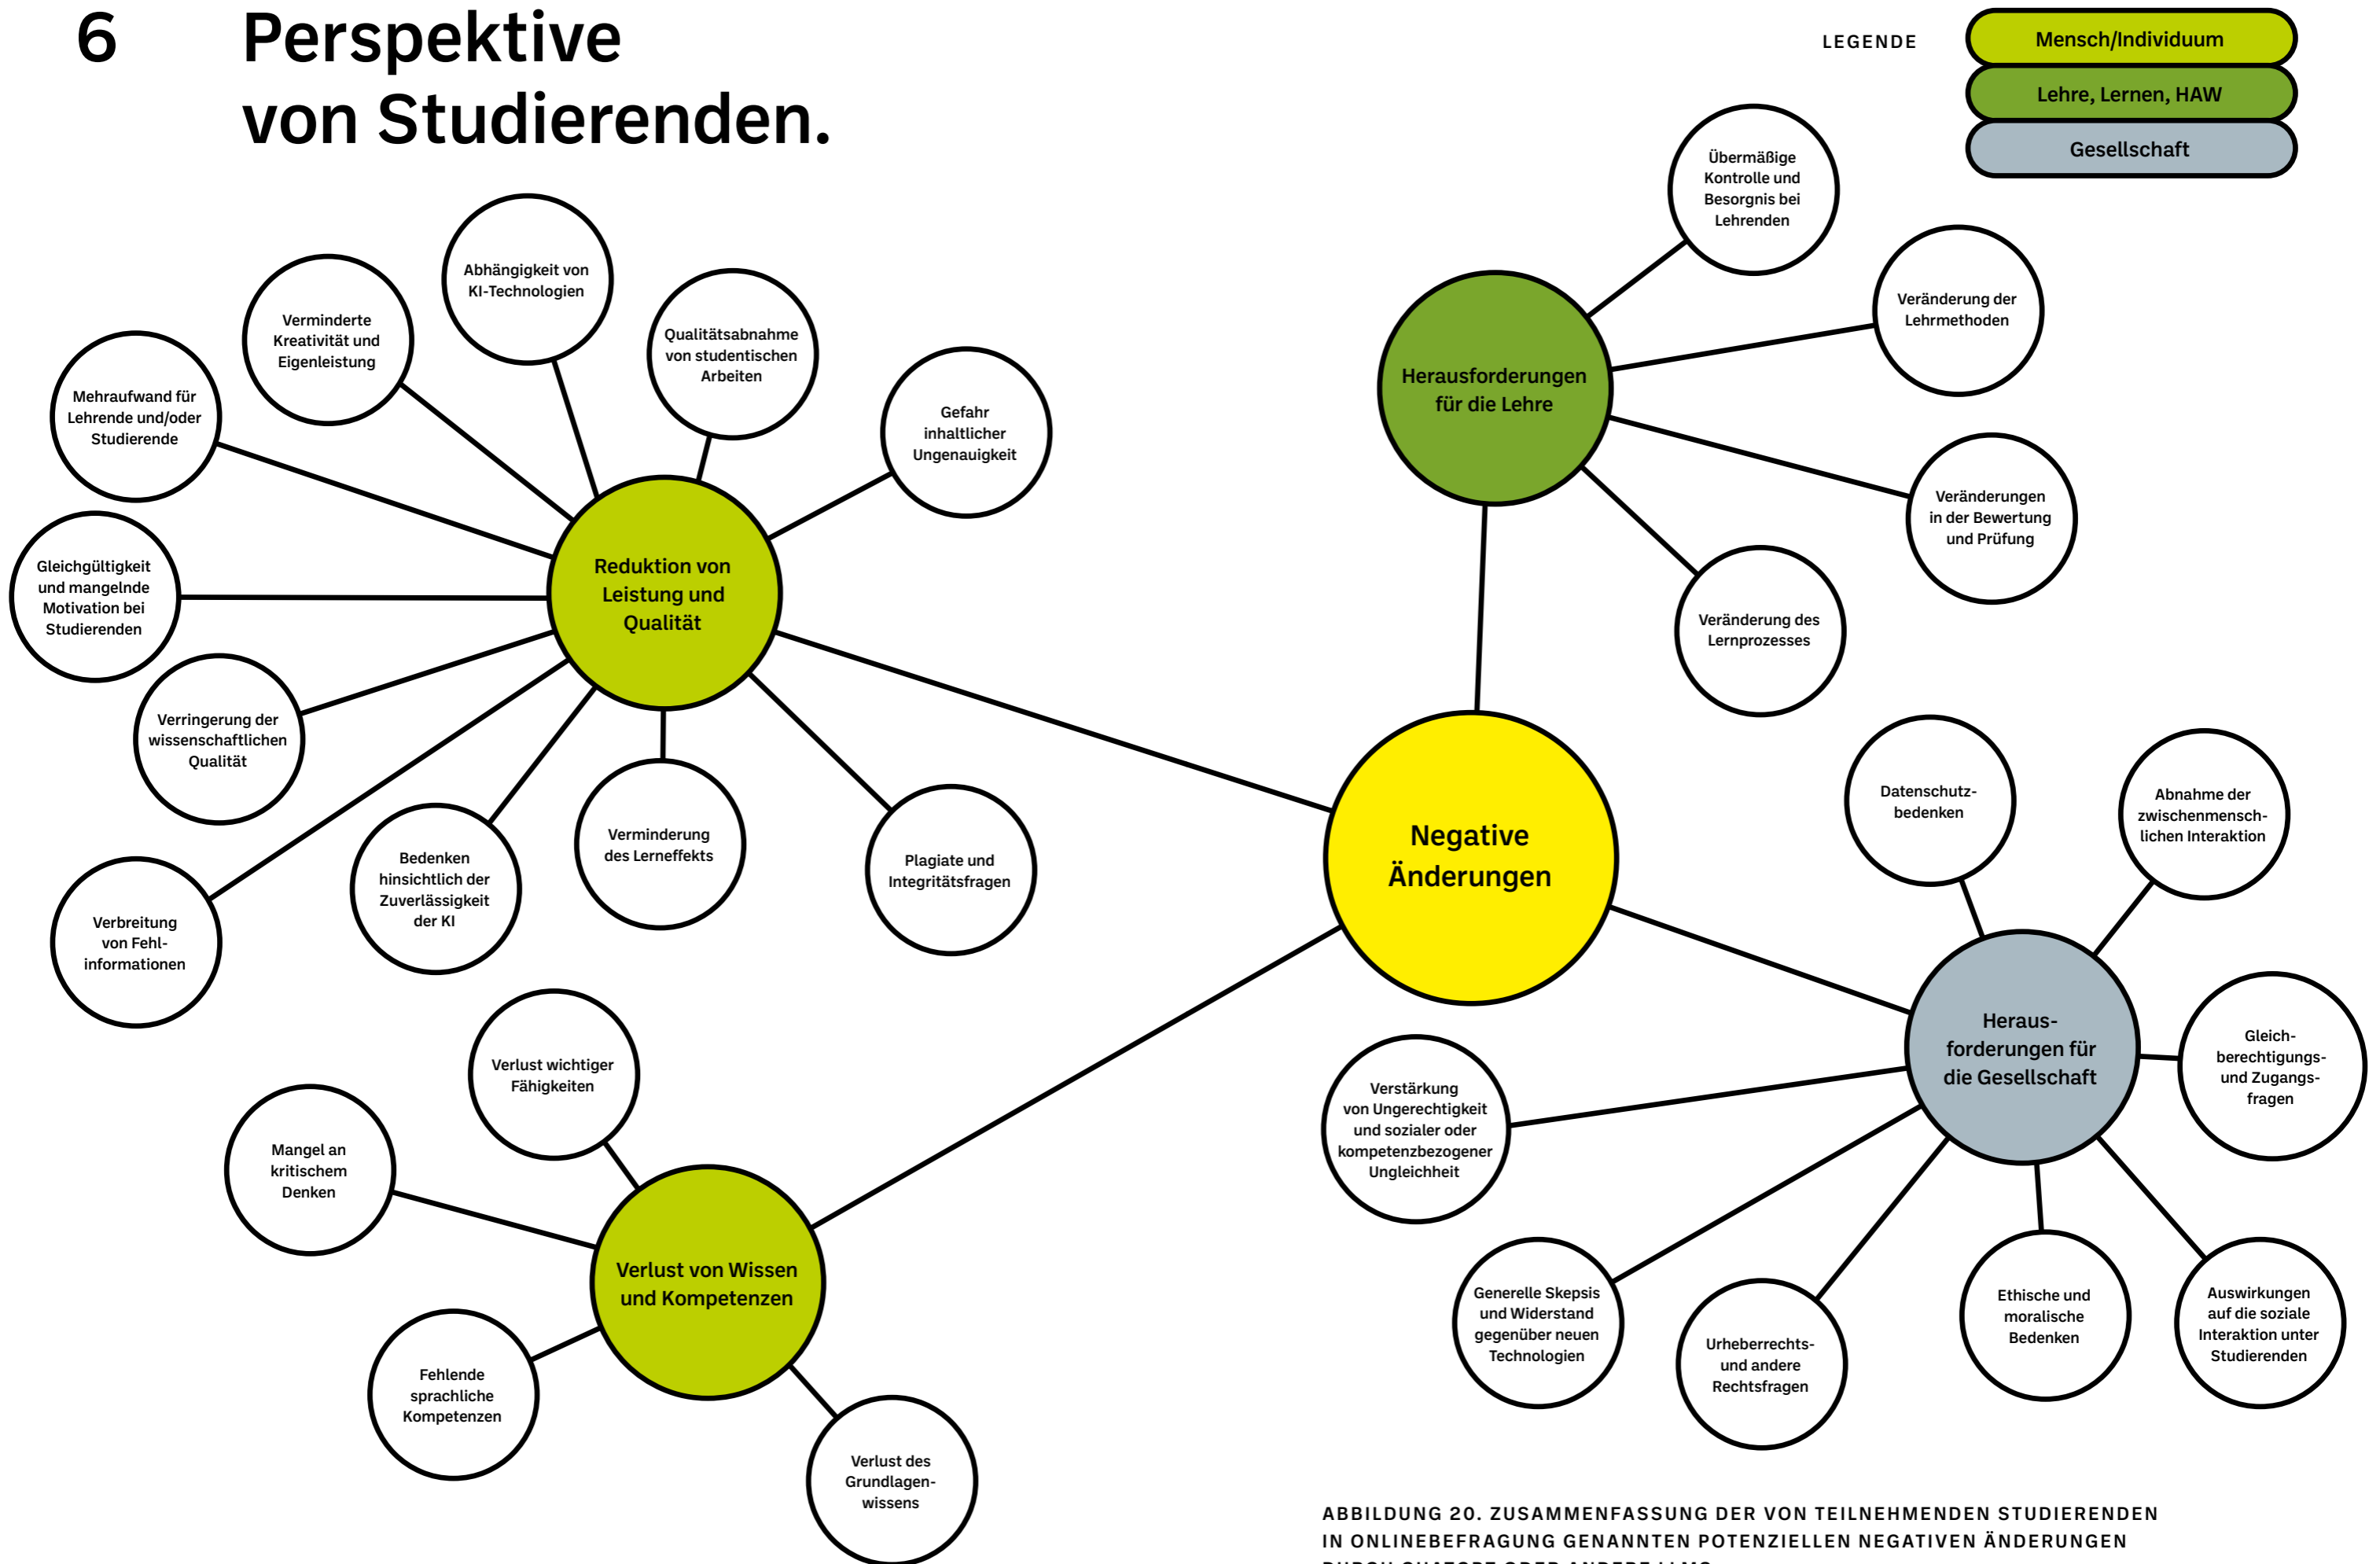 6 Perspektive
von Studierenden.
LEGENDE
Mensch/Individuum
Lehre, Lernen, HAW
Gesellschaft
Abhängigkeit von
KI-Technologien
Verminderte
Kreativität und
Eigenleistung
Qualitätsabnahme
von studentischen
Arbeiten
Mehraufwand für
Lehrende und/oder
Studierende
Gefahr
inhaltlicher
Ungenauigkeit
Gleichgültigkeit
und mangelnde
Motivation bei
Studierenden
Reduktion von
Leistung und
Qualität
Verringerung der
wissenschaftlichen
Qualität
Verbreitung
von Fehl-
informationen
Bedenken
hinsichtlich der
Zuverlässigkeit
der KI
Verminderung
des Lerneffekts
Plagiate und
Integritätsfragen
Übermäßige
Kontrolle und
Besorgnis bei
Lehrenden
Veränderung der
Lehrmethoden
Herausforderungen
für die Lehre
Veränderungen
in der Bewertung
und Prüfung
Veränderung des
Lernprozesses
Negative
Änderungen
Datenschutz-
bedenken
Abnahme der
zwischenmensch-
lichen Interaktion
Heraus-
forderungen für
die Gesellschaft
Gleich-
berechtigungs-
und Zugangs-
fragen
Verstärkung
von Ungerechtigkeit
und sozialer oder
kompetenzbezogener
Ungleichheit
Generelle Skepsis
und Widerstand
gegenüber neuen
Technologien
Urheberrechts-
und andere
Rechtsfragen
Ethische und
moralische
Bedenken
Auswirkungen
auf die soziale
Interaktion unter
Studierenden
Verlust wichtiger
Fähigkeiten
Mangel an
kritischem
Denken
Verlust von Wissen
und Kompetenzen
Fehlende
sprachliche
Kompetenzen
Verlust des
Grundlagen-
wissens
ABBILDUNG 20. ZUSAMMENFASSUNG DER VON TEILNEHMENDEN STUDIERENDEN
IN ONLINEBEFRAGUNG GENANNTEN POTENZIELLEN NEGATIVEN ÄNDERUNGEN
DURCH CHATGPT ODER ANDERE LLMS